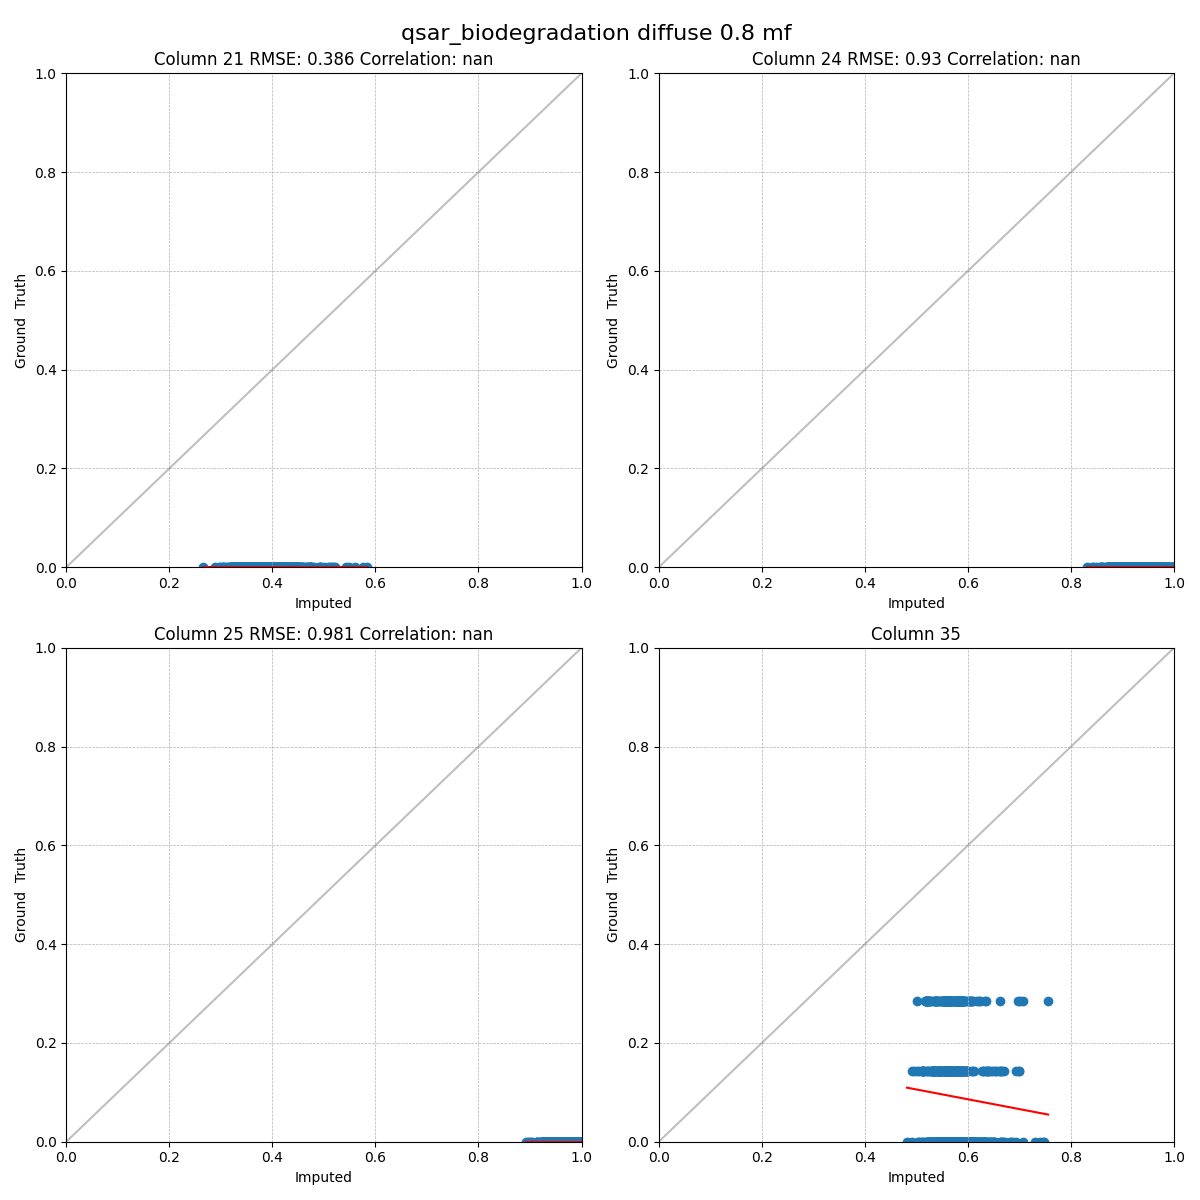 qsar_biodegradation diffuse 0.8 mf
Column 21 RMSE: 0.386 Correlation: nan
1.0
0.8
0.6
0.4
0.2
0.0
Ground Truth
0.0 0.2 0.4 0.6 0.8 1.0
Imputed
Column 24 RMSE: 0.93 Correlation: nan
1.0
0.8
0.6
0.4
0.2
0.0
Ground Truth
0.0 0.2 0.4 0.6 0.8 1.0
Imputed
Column 25 RMSE: 0.981 Correlation: nan
1.0
0.8
0.6
0.4
0.2
0.0
Ground Truth
0.0 0.2 0.4 0.6 0.8 1.0
Imputed
Column 35
1.0
0.8
0.6
0.4
0.2
0.0
Ground Truth
0.0 0.2 0.4 0.6 0.8 1.0
Imputed